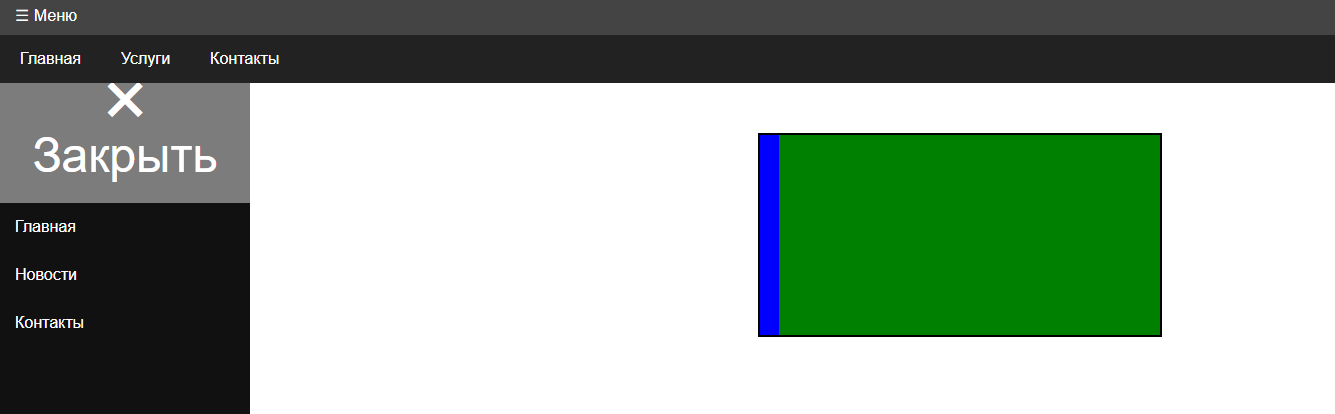 ☰ Меню
Главная Услуги Контакты
✕
Закрыть
Главная
Новости
Контакты